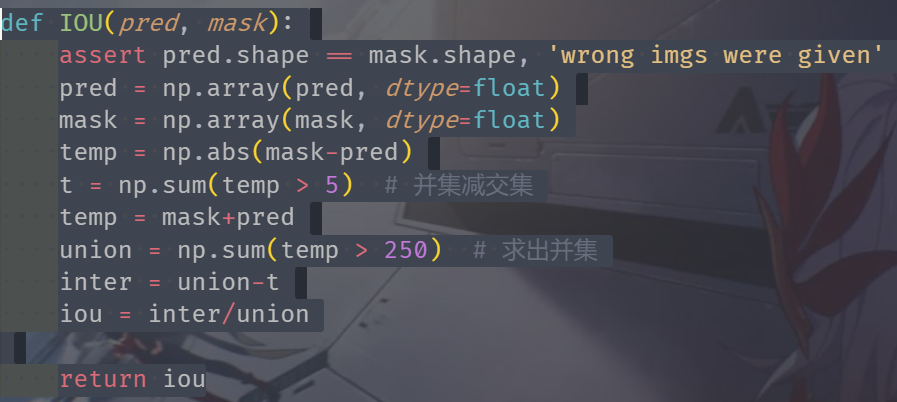 def IOU(pred, mask):
    assert pred.shape == mask.shape, 'wrong imgs were given'
    pred = np.array(pred, dtype=float)
    mask = np.array(mask, dtype=float)
    temp = np.abs(mask-pred)
    t = np.sum(temp > 5)  # 并集减交集
    temp = mask+pred
    union = np.sum(temp > 250)  # 求出并集
    inter = union-t
    iou = inter/union

    return iou